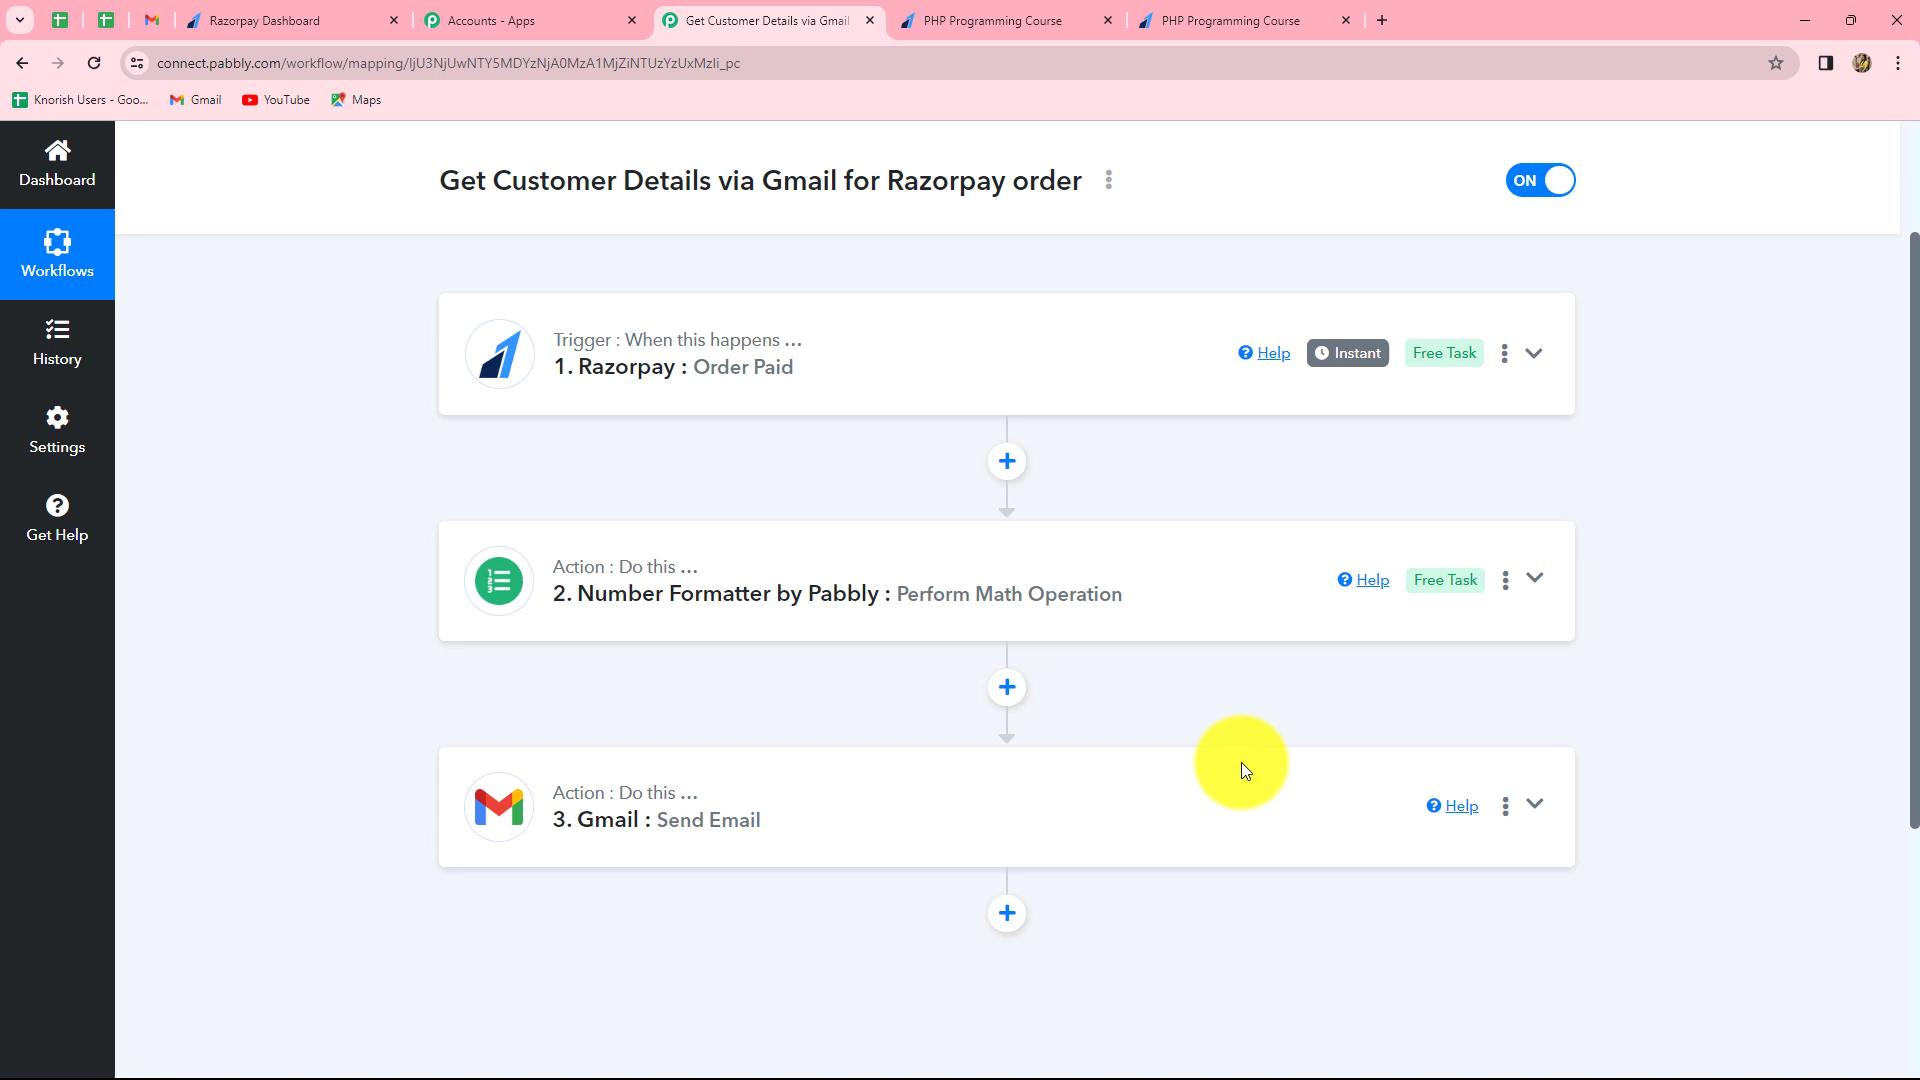 Razorpay Dashboard
Accounts - Apps
Get Customer Details via Gmail
PHP Programming Course
PHP Programming Course
connect.pabbly.com/workflow/mapping/IjU3NjUwNTY5MDYzNjA0MzA1MjZiNTUzYzUxMzIi_pc
Knorish Users - Goo...
Gmail
YouTube
Maps
Dashboard
Workflows
History
Settings
Get Help
Get Customer Details via Gmail for Razorpay order
ON
Trigger : When this happens ...
1. Razorpay : Order Paid
Help
Instant
Free Task
Action : Do this ...
2. Number Formatter by Pabbly : Perform Math Operation
Help
Free Task
Action : Do this ...
3. Gmail : Send Email
Help